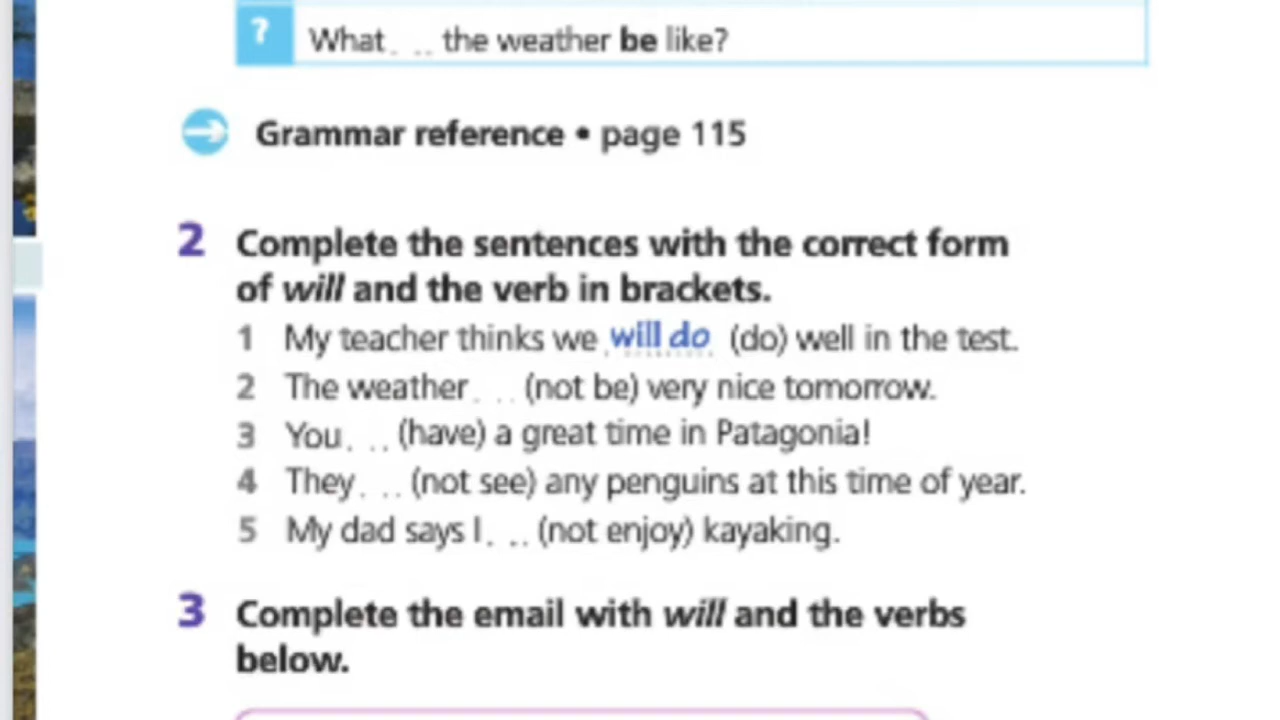 ? What . . . the weather be like?
Grammar reference • page 115
2 Complete the sentences with the correct form
of will and the verb in brackets.
1 My teacher thinks we will do (do) well in the test.
2 The weather . . . (not be) very nice tomorrow.
3 You . . . (have) a great time in Patagonia!
4 They . . . (not see) any penguins at this time of year.
5 My dad says I . . . (not enjoy) kayaking.
3 Complete the email with will and the verbs
below.